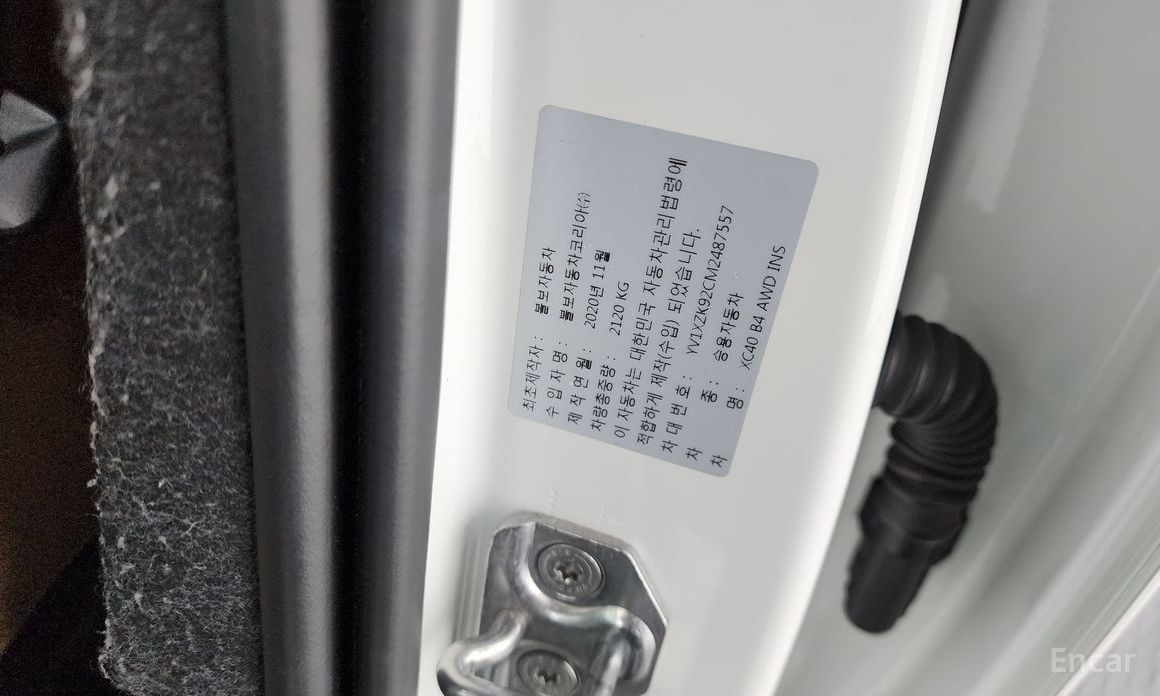 최초제작자 : 볼보자동차
수 입 자 명 : 볼보자동차코리아㈜
제 작 연 월 : 2020년 11월
차량총중량 : 2120 KG
이 자동차는 대한민국 자동차관리법령에
적합하게 제작(수입) 되었습니다.
차 대 번 호 : YV1XZK92CM2487557
차 종 : 승용자동차
차 명 : XC40 B4 AWD INS
Encar